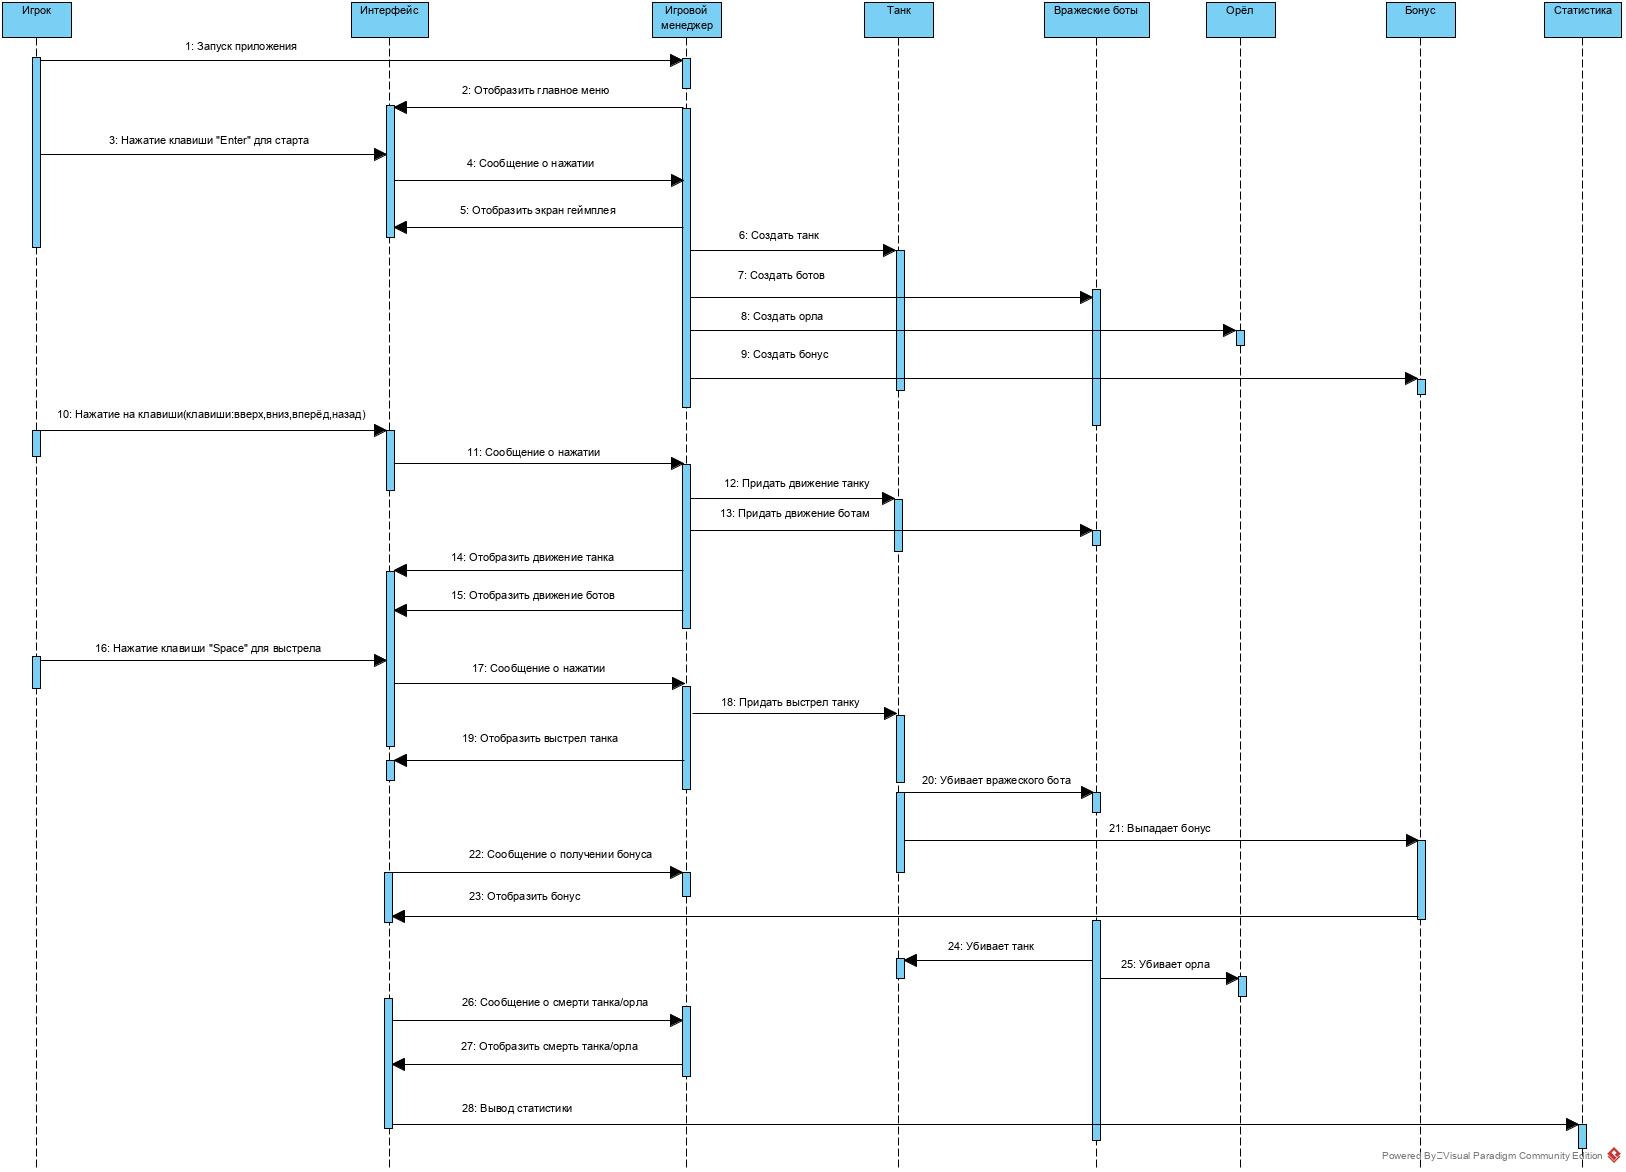 Игрок
Интерфейс
Игровой
менеджер
Танк
Вражеские боты
Орёл
Бонус
Статистика
1: Запуск приложения
2: Отобразить главное меню
3: Нажатие клавиши "Enter" для старта
4: Сообщение о нажатии
5: Отобразить экран геймплея
6: Создать танк
7: Создать ботов
8: Создать орла
9: Создать бонус
10: Нажатие на клавиши(клавиши:вверх,вниз,вперёд,назад)
11: Сообщение о нажатии
12: Придать движение танку
13: Придать движение ботам
14: Отобразить движение танка
15: Отобразить движение ботов
16: Нажатие клавиши "Space" для выстрела
17: Сообщение о нажатии
18: Придать выстрел танку
19: Отобразить выстрел танка
20: Убивает вражеского бота
21: Выпадает бонус
22: Сообщение о получении бонуса
23: Отобразить бонус
24: Убивает танк
25: Убивает орла
26: Сообщение о смерти танка/орла
27: Отобразить смерть танка/орла
28: Вывод статистики
Powered By Visual Paradigm Community Edition